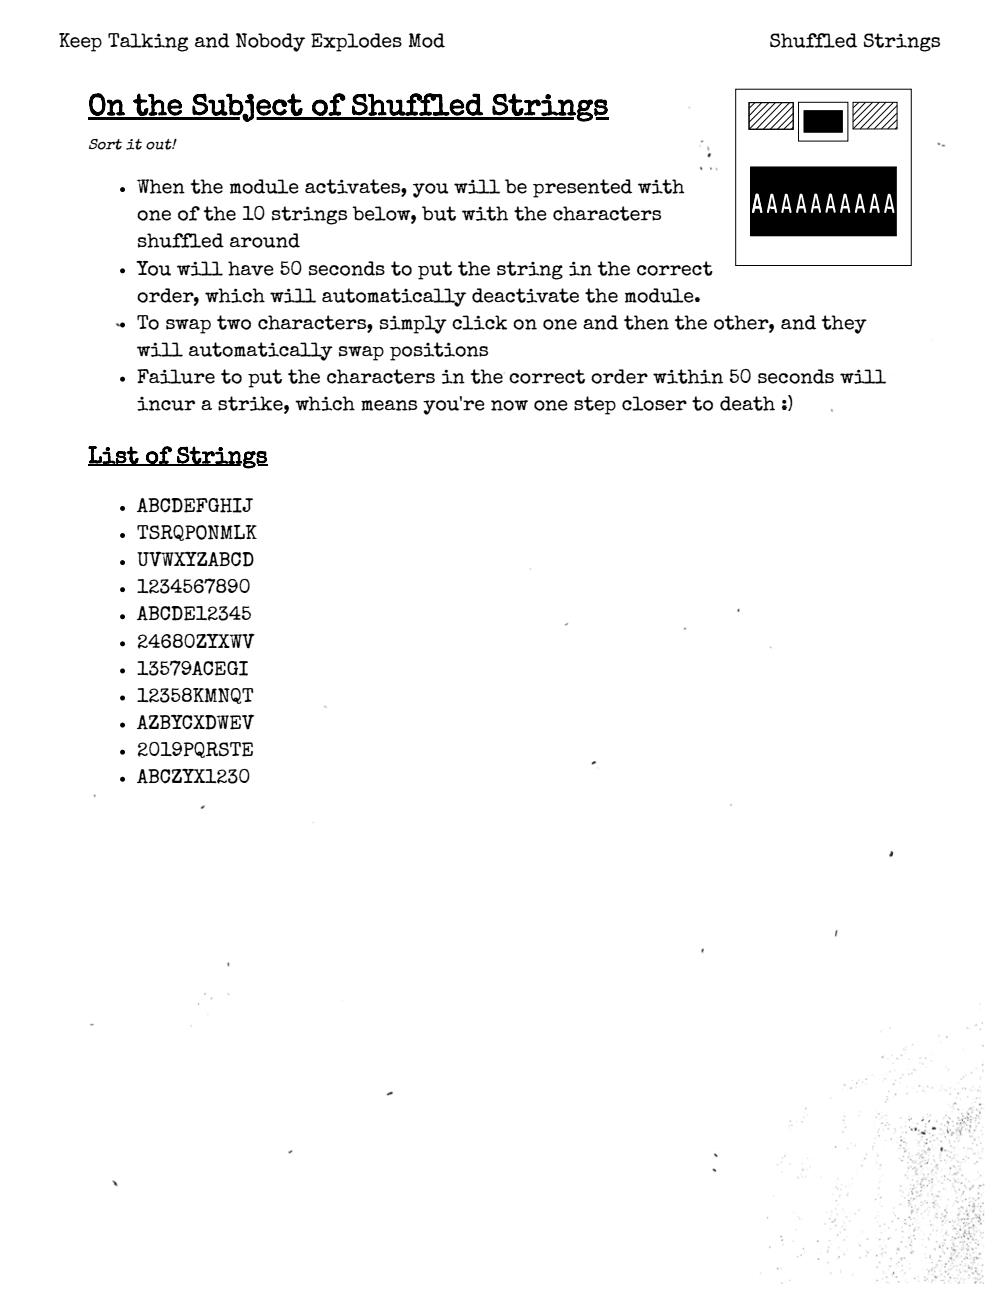 Keep Talking and Nobody Explodes Mod
Shuffled Strings
On the Subject of Shuffled Strings
Sort it out!
• When the module activates, you will be presented with
one of the 10 strings below, but with the characters
shuffled around
• You will have 50 seconds to put the string in the correct
order, which will automatically deactivate the module.
• To swap two characters, simply click on one and then the other, and they
will automatically swap positions
• Failure to put the characters in the correct order within 50 seconds will
incur a strike, which means you're now one step closer to death :)
AAAAAAAAAA
List of Strings
• ABCDEFGHIJ
• TSRQPONMLK
• UVWXYZABCD
• 1234567890
• ABCDE12345
• 24680ZYXWV
• 13579ACEGI
• 12358KMNQT
• AZBYCXDWEV
• 2019PQRSTE
• ABCZYX1230